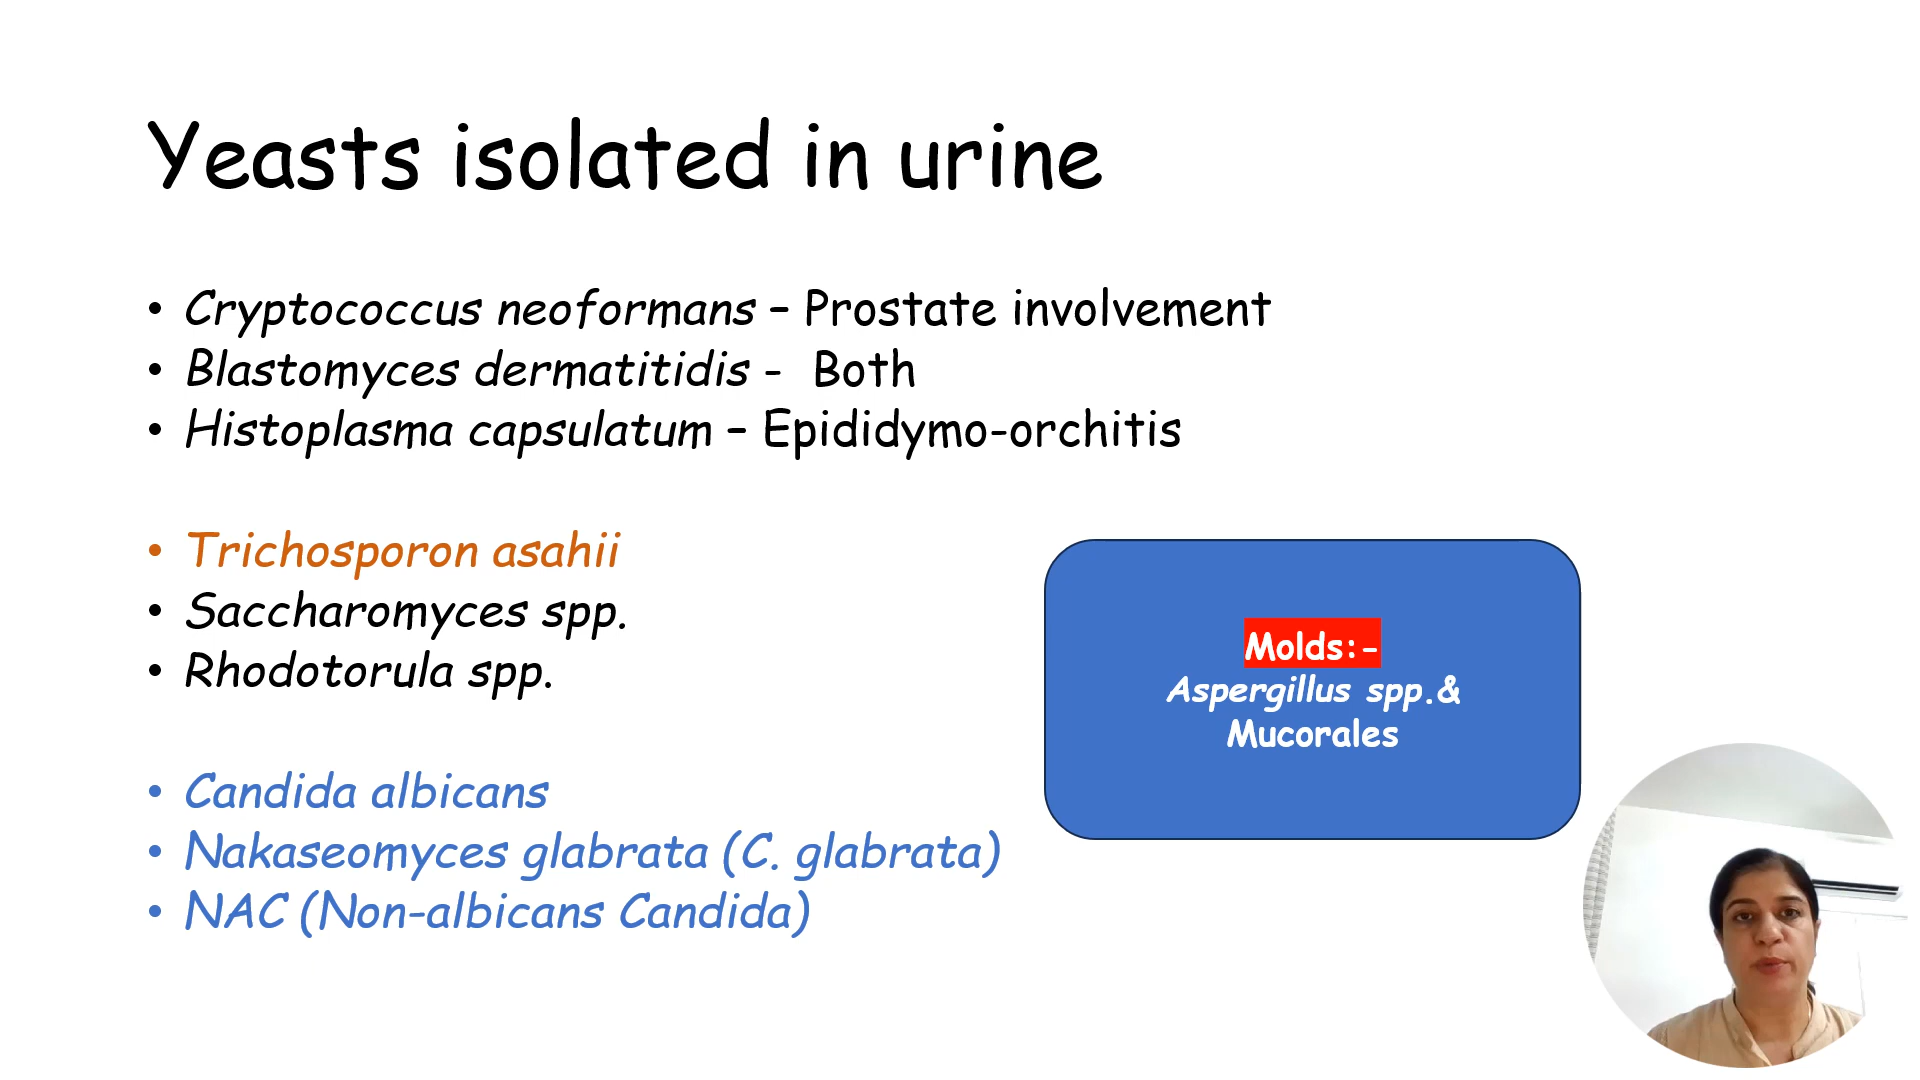 Yeasts isolated in urine
• Cryptococcus neoformans – Prostate involvement
• Blastomyces dermatitidis - Both
• Histoplasma capsulatum – Epididymo-orchitis
• Trichosporon asahii
• Saccharomyces spp.
• Rhodotorula spp.
Molds:-
Aspergillus spp.&
Mucorales
• Candida albicans
• Nakaseomyces glabrata (C. glabrata)
• NAC (Non-albicans Candida)